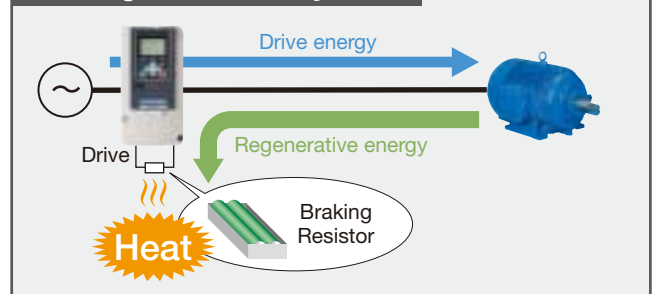 Drive energy
Regenerative energy
Drive
Braking
Resistor
Heat